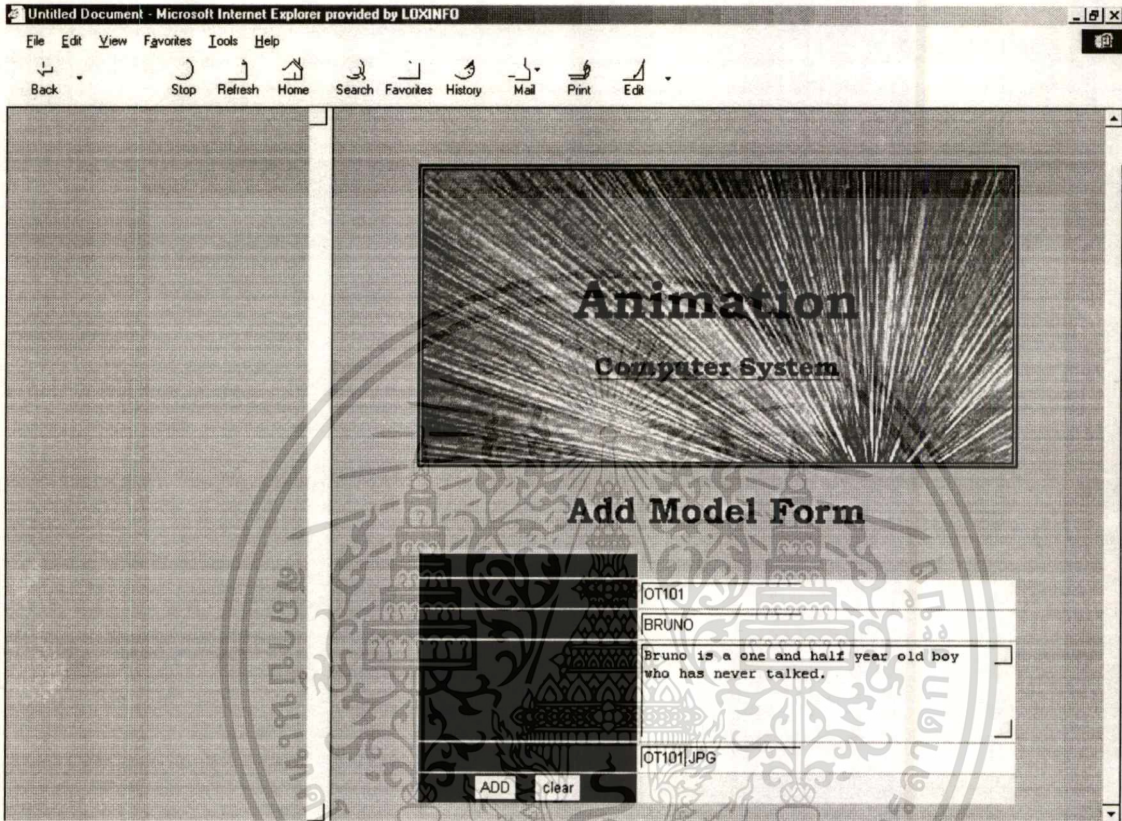 Untitled Document - Microsoft Internet Explorer provided by LOXINFO
File Edit View Favorites Tools Help
Back Stop Refresh Home Search Favorites History Mail Print Edit
Animation
Computer System
Add Model Form
OT101
BRUNO
Bruno is a one and half year old boy
who has never talked.
OT101.JPG
ADD clear